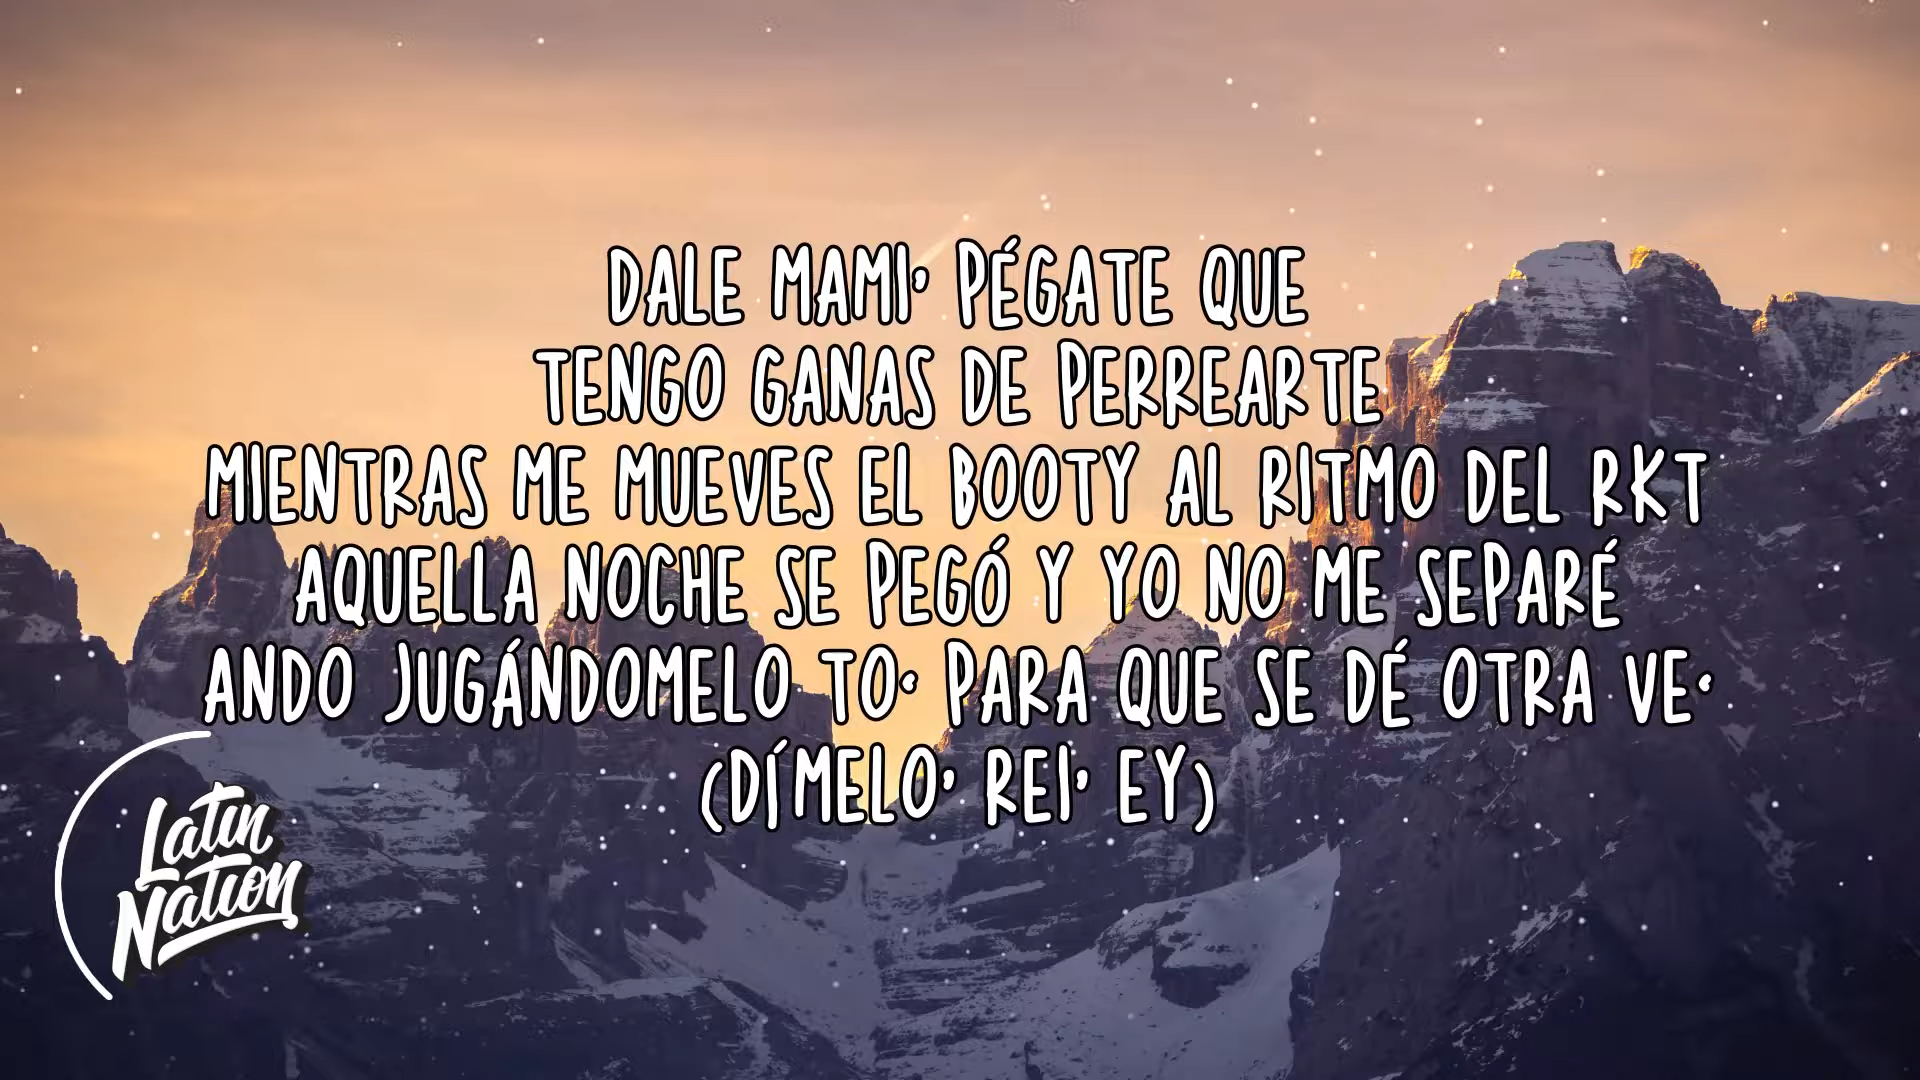 DALE MAMI, PÉGATE QUE
TENGO GANAS DE PERREARTE
MIENTRAS ME MUEVES EL BOOTY AL RITMO DEL RKT
AQUELLA NOCHE SE PEGÓ Y YO NO ME SEPARÉ
ANDO JUGÁNDOMELO TO' PARA QUE SE DÉ OTRA VE'
(DÍMELO, REI, EY)
Latin
Nation